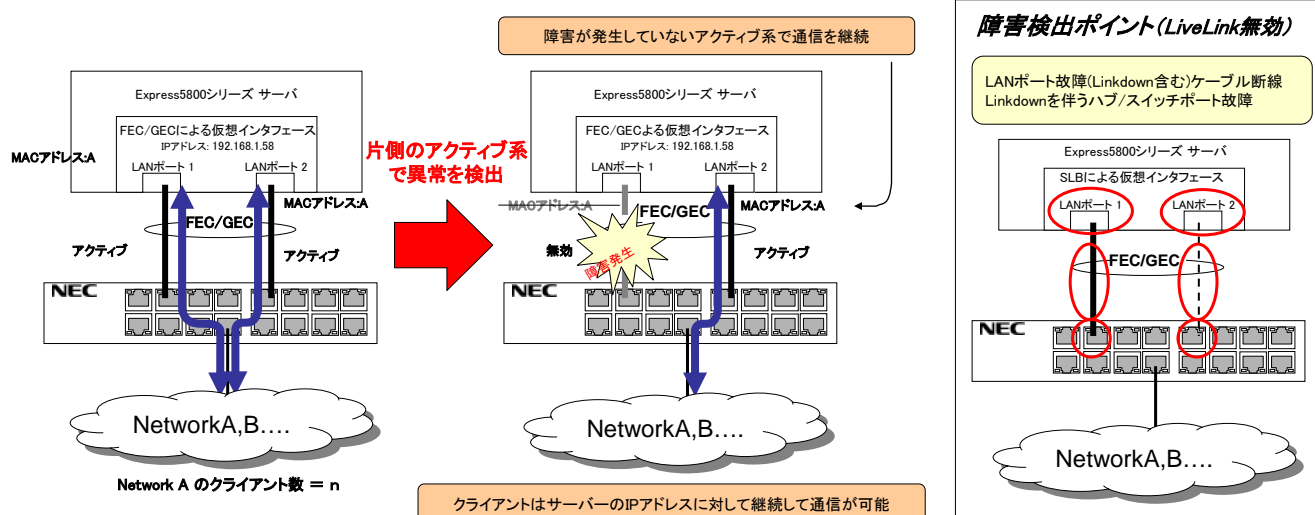 障害が発生していないアクティブ系で通信を継続
Express5800シリーズ サーバ
FEC/GECによる仮想インタフェース
IPアドレス: 192.168.1.58
LANポート 1
LANポート 2
MACアドレス:A
MACアドレス:A
FEC/GEC
アクティブ
アクティブ
NEC
NetworkA,B....
Network A のクライアント数 = n
片側のアクティブ系
で異常を検出
Express5800シリーズ サーバ
FEC/GECよる仮想インタフェース
IPアドレス: 192.168.1.58
LANポート 1
LANポート 2
MACアドレス:A
MACアドレス:A
FEC/GEC
無効
障害発生
アクティブ
NEC
NetworkA,B....
クライアントはサーバーのIPアドレスに対して継続して通信が可能
障害検出ポイント(LiveLink無効)
LANポート故障(Linkdown含む)ケーブル断線
Linkdownを伴うハブ/スイッチポート故障
Express5800シリーズ サーバ
SLBによる仮想インタフェース
LANポート 1
LANポート 2
FEC/GEC
NEC
NetworkA,B....